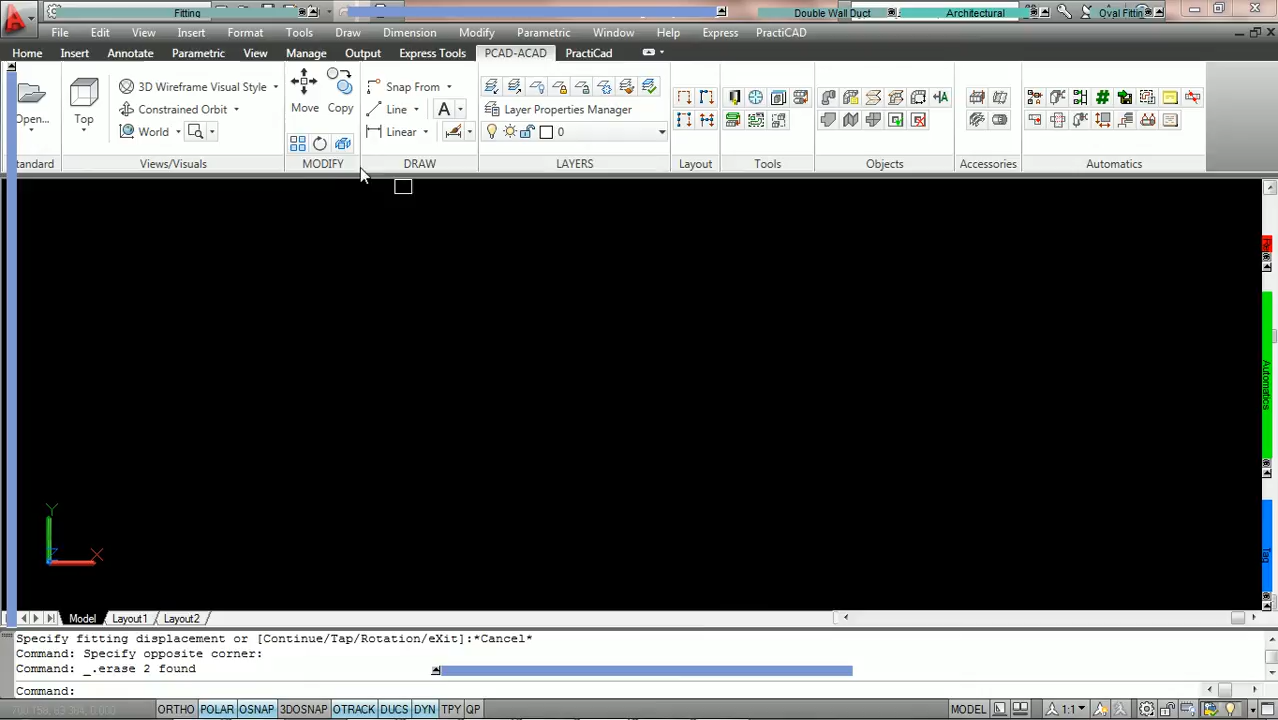 Fitting
Double Wall Duct
Architectural
Oval Fittin
File Edit View Insert Format Tools Draw Dimension Modify Parametric Window Help Express PractiCAD
Home Insert Annotate Parametric View Manage Output Express Tools PCAD-ACAD PractiCad
3D Wireframe Visual Style
Snap From
Constrained Orbit
Line
A
Layer Properties Manager
Open...
Top
Move
Copy
World
Linear
0
tandard Views/Visuals MODIFY DRAW LAYERS Layout Tools Objects Accessories Automatics
Automatics
Tag
Y
X
Model Layout1 Layout2
Specify fitting displacement or [Continue/Tap/Rotation/eXit]:*Cancel*
Command: Specify opposite corner:
Command: _.erase 2 found
Command:
ORTHO POLAR OSNAP 3DOSNAP OTRACK DUCS DYN TPY QP MODEL 1:1